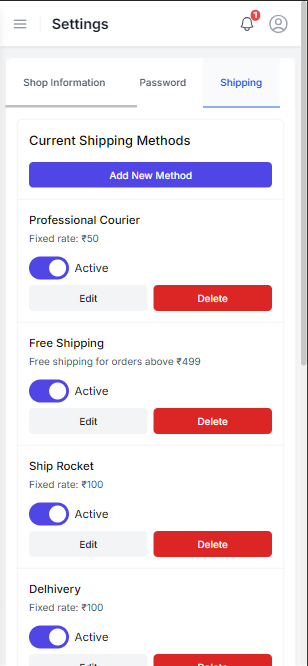 Settings
1
Shop Information
Password
Shipping
Current Shipping Methods
Add New Method
Professional Courier
Fixed rate: ₹50
Active
Edit
Delete
Free Shipping
Free shipping for orders above ₹499
Active
Edit
Delete
Ship Rocket
Fixed rate: ₹100
Active
Edit
Delete
Delhivery
Fixed rate: ₹100
Active
Edit
Delete